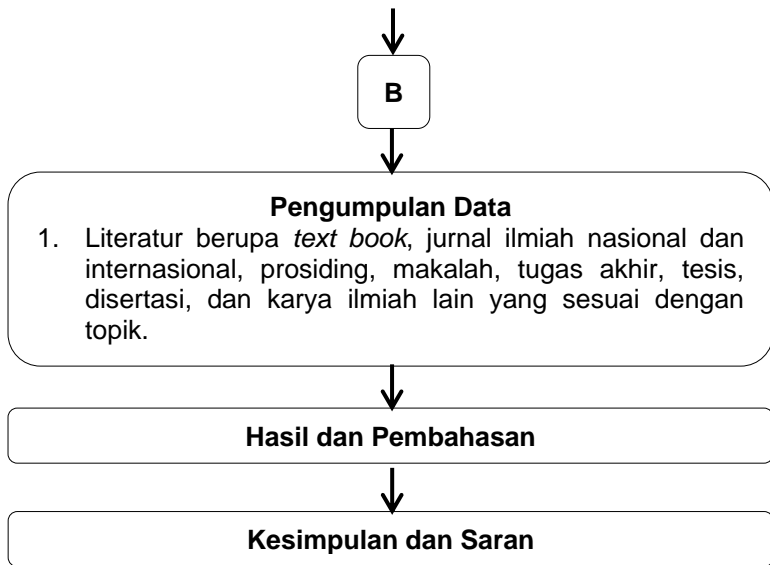 B
Pengumpulan Data
1. Literatur berupa text book, jurnal ilmiah nasional dan
internasional, prosiding, makalah, tugas akhir, tesis,
disertasi, dan karya ilmiah lain yang sesuai dengan
topik.
Hasil dan Pembahasan
Kesimpulan dan Saran